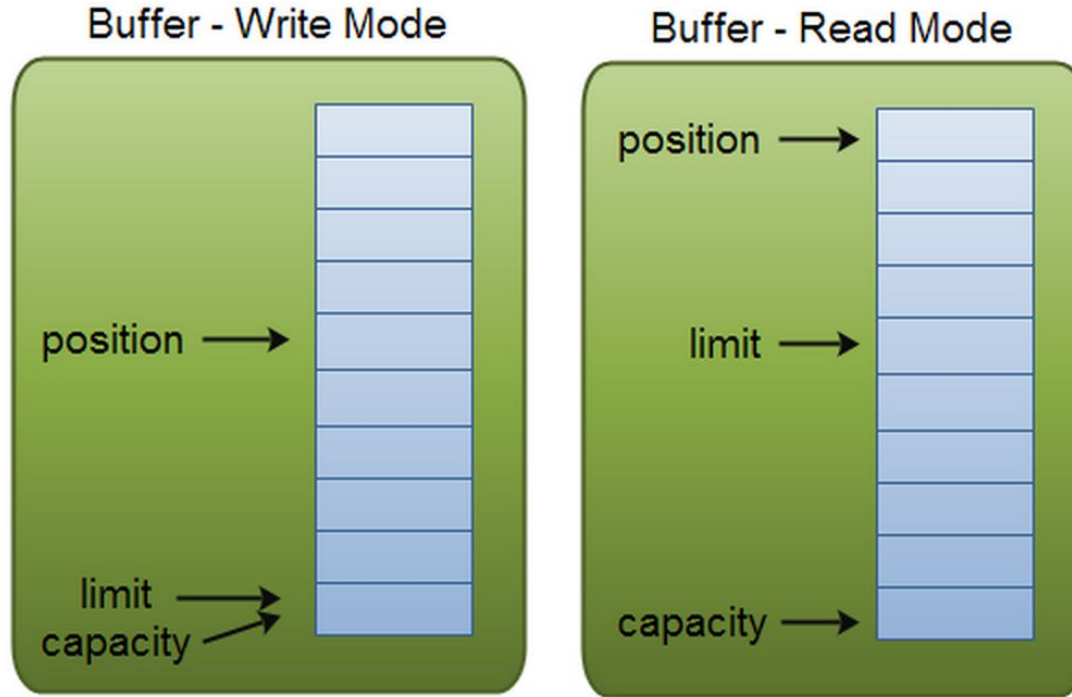 Buffer - Write Mode
position
limit
capacity
Buffer - Read Mode
position
limit
capacity